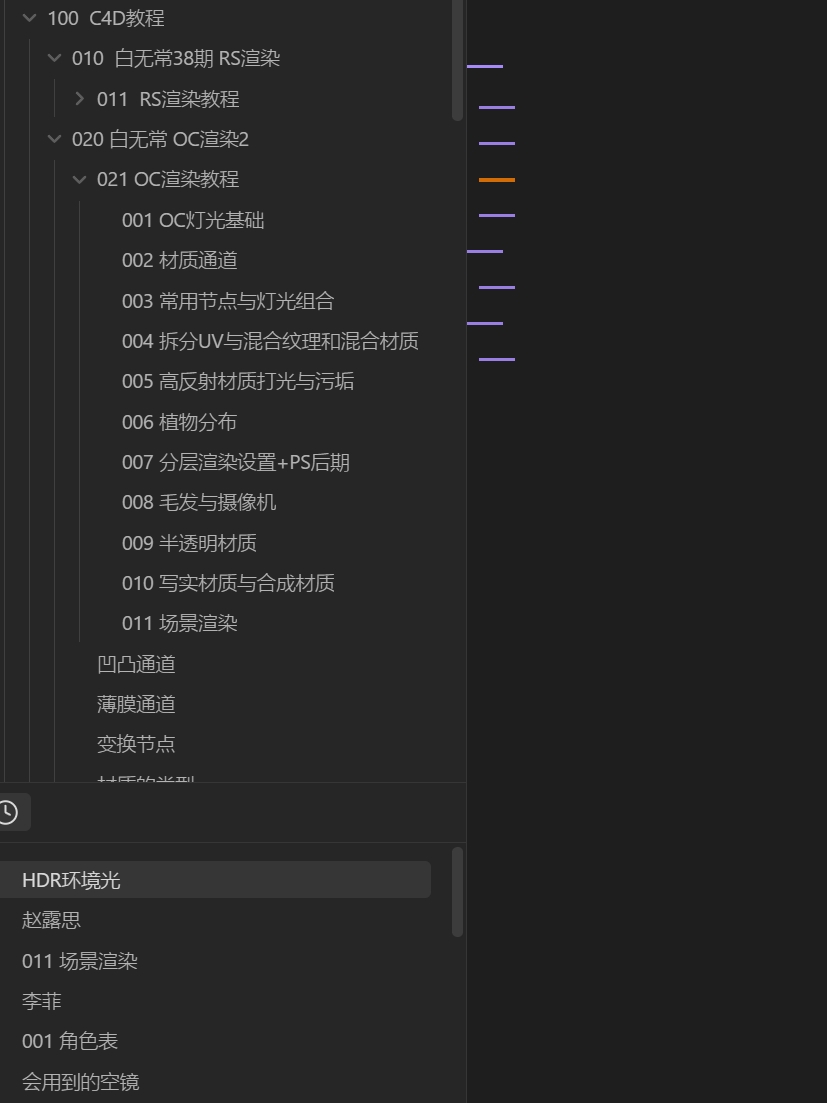 100 C4D教程
010 白无常38期 RS渲染
011 RS渲染教程
020 白无常 OC渲染2
021 OC渲染教程
001 OC灯光基础
002 材质通道
003 常用节点与灯光组合
004 拆分UV与混合纹理和混合材质
005 高反射材质打光与污垢
006 植物分布
007 分层渲染设置+PS后期
008 毛发与摄像机
009 半透明材质
010 写实材质与合成材质
011 场景渲染
凹凸通道
薄膜通道
变换节点
材质的类型
HDR环境光
赵露思
011 场景渲染
李菲
001 角色表
会用到的空镜